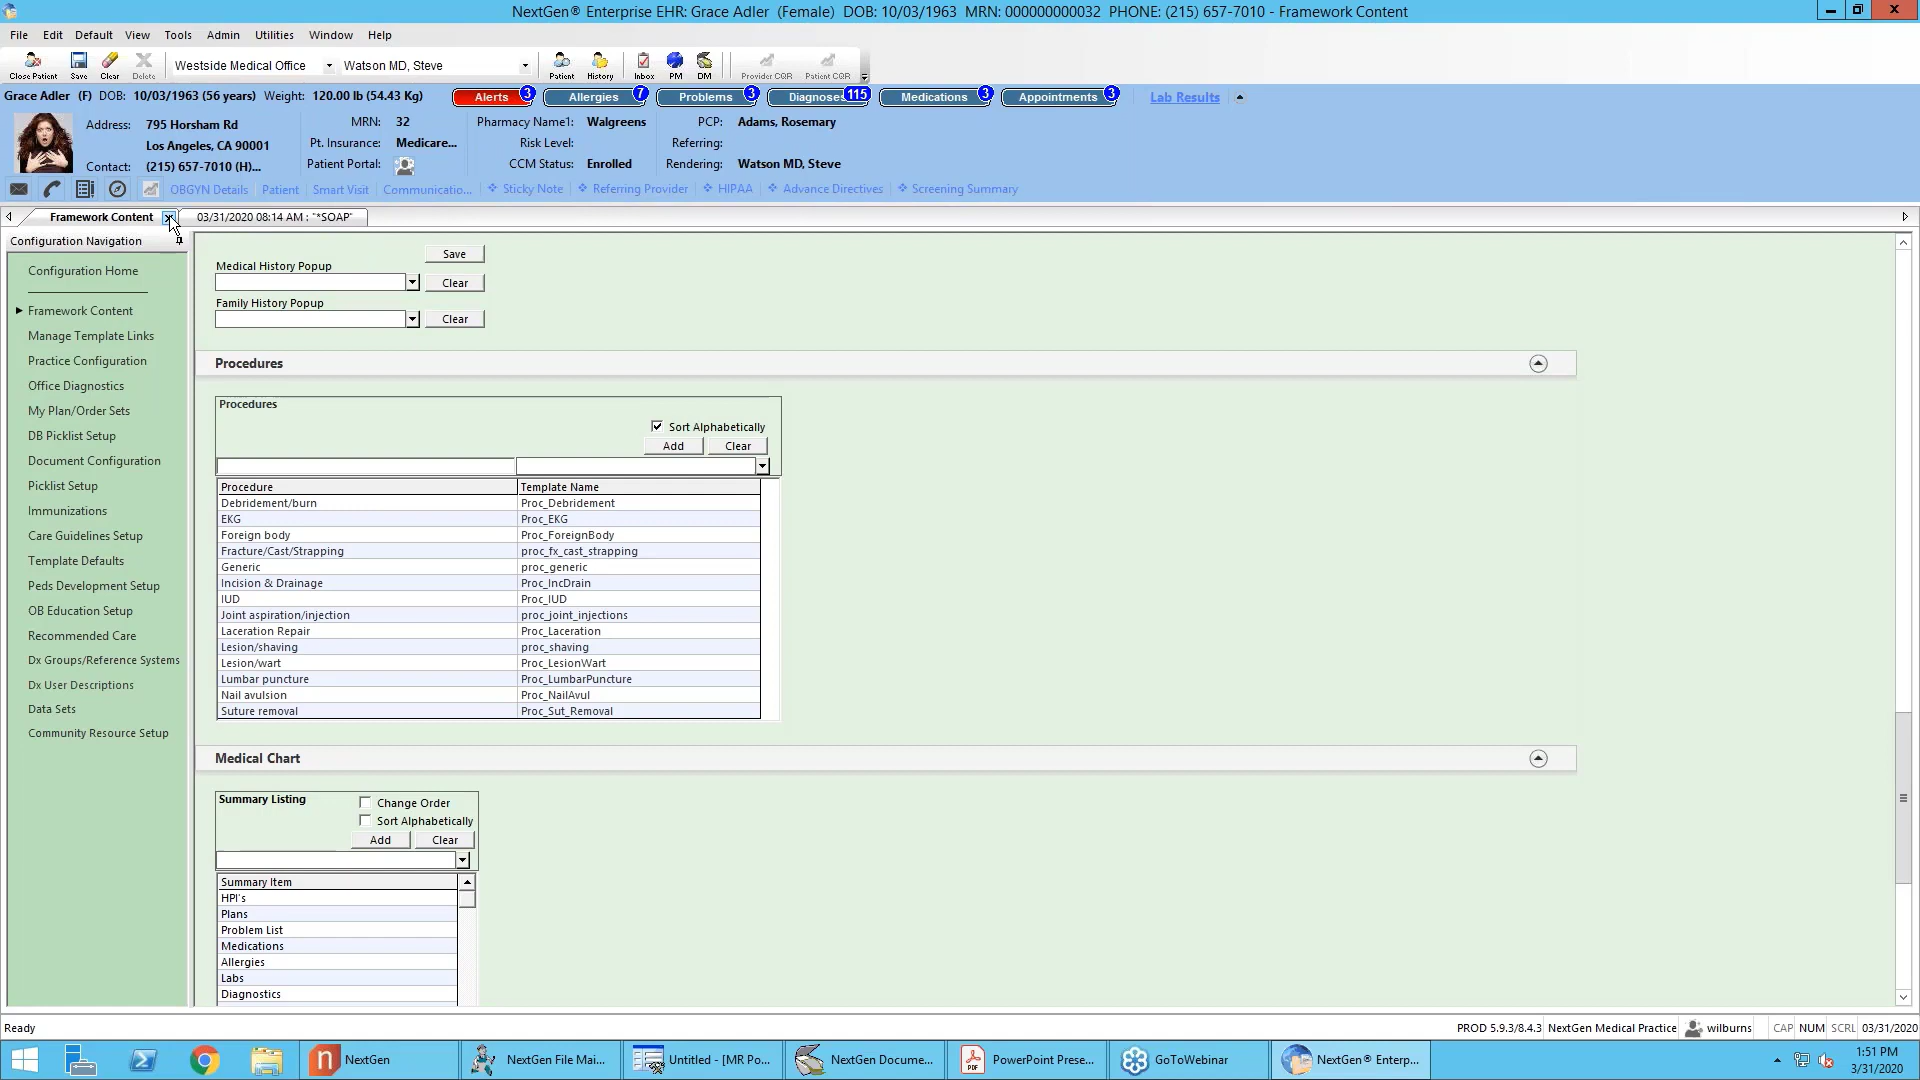 NextGen® Enterprise EHR: Grace Adler (Female) DOB: 10/03/1963 MRN: 000000000032 PHONE: (215) 657-7010 - Framework Content
File Edit Default View Tools Admin Utilities Window Help
Westside Medical Office Watson MD, Steve
Close Patient Save Clear Delete Patient History Inbox PM DM Provider CQR Patient CQR
Grace Adler (F) DOB: 10/03/1963 (56 years) Weight: 120.00 lb (54.43 Kg) Alerts 3 Allergies 7 Problems 3 Diagnoses 115 Medications 3 Appointments 3 Lab Results
Address: 795 Horsham Rd MRN: 32 Pharmacy Name1: Walgreens PCP: Adams, Rosemary
Los Angeles, CA 90001 Pt. Insurance: Medicare... Risk Level: Referring:
Contact: (215) 657-7010 (H)... Patient Portal: CCM Status: Enrolled Rendering: Watson MD, Steve
OBGYN Details Patient Smart Visit Communicatio... Sticky Note Referring Provider HIPAA Advance Directives Screening Summary
Framework Content 03/31/2020 08:14 AM : "*SOAP"
Configuration Navigation
Configuration Home
Framework Content
Manage Template Links
Practice Configuration
Office Diagnostics
My Plan/Order Sets
DB Picklist Setup
Document Configuration
Picklist Setup
Immunizations
Care Guidelines Setup
Template Defaults
Peds Development Setup
OB Education Setup
Recommended Care
Dx Groups/Reference Systems
Dx User Descriptions
Data Sets
Community Resource Setup
Save
Medical History Popup
Clear
Family History Popup
Clear
Procedures
Procedures
Sort Alphabetically
Add Clear
Procedure Template Name
Debridement/burn Proc_Debridement
EKG Proc_EKG
Foreign body Proc_ForeignBody
Fracture/Cast/Strapping proc_fx_cast_strapping
Generic proc_generic
Incision & Drainage Proc_IncDrain
IUD Proc_IUD
Joint aspiration/injection proc_joint_injections
Laceration Repair Proc_Laceration
Lesion/shaving proc_shaving
Lesion/wart Proc_LesionWart
Lumbar puncture Proc_LumbarPuncture
Nail avulsion Proc_NailAvul
Suture removal Proc_Sut_Removal
Medical Chart
Summary Listing Change Order
Sort Alphabetically
Add Clear
Summary Item
HPI's
Plans
Problem List
Medications
Allergies
Labs
Diagnostics
Ready PROD 5.9.3/8.4.3 NextGen Medical Practice wilburns CAP NUM SCRL 03/31/2020
n NextGen NextGen File Mai... Untitled - [MR Po... NextGen Docume... PDF PowerPoint Prese... GoToWebinar NextGen® Enterp... 1:51 PM
3/31/2020